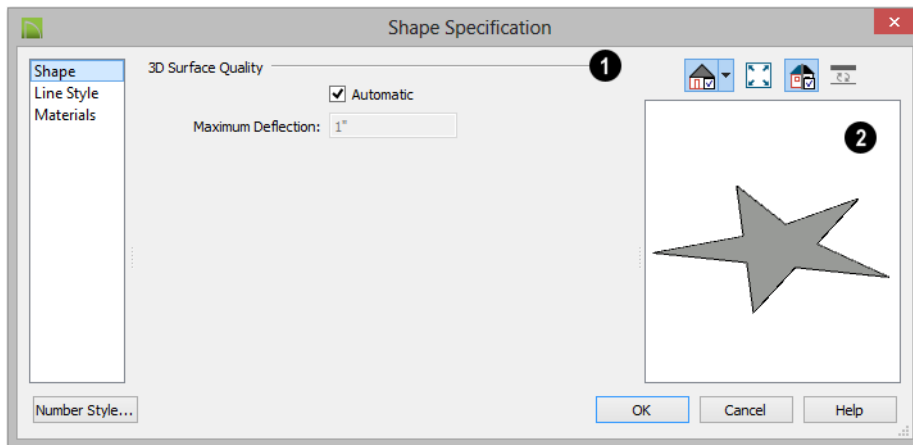 Shape Specification
Shape
Line Style
Materials
3D Surface Quality
1
Automatic
Maximum Deflection: 1"
2
Number Style...
OK Cancel Help